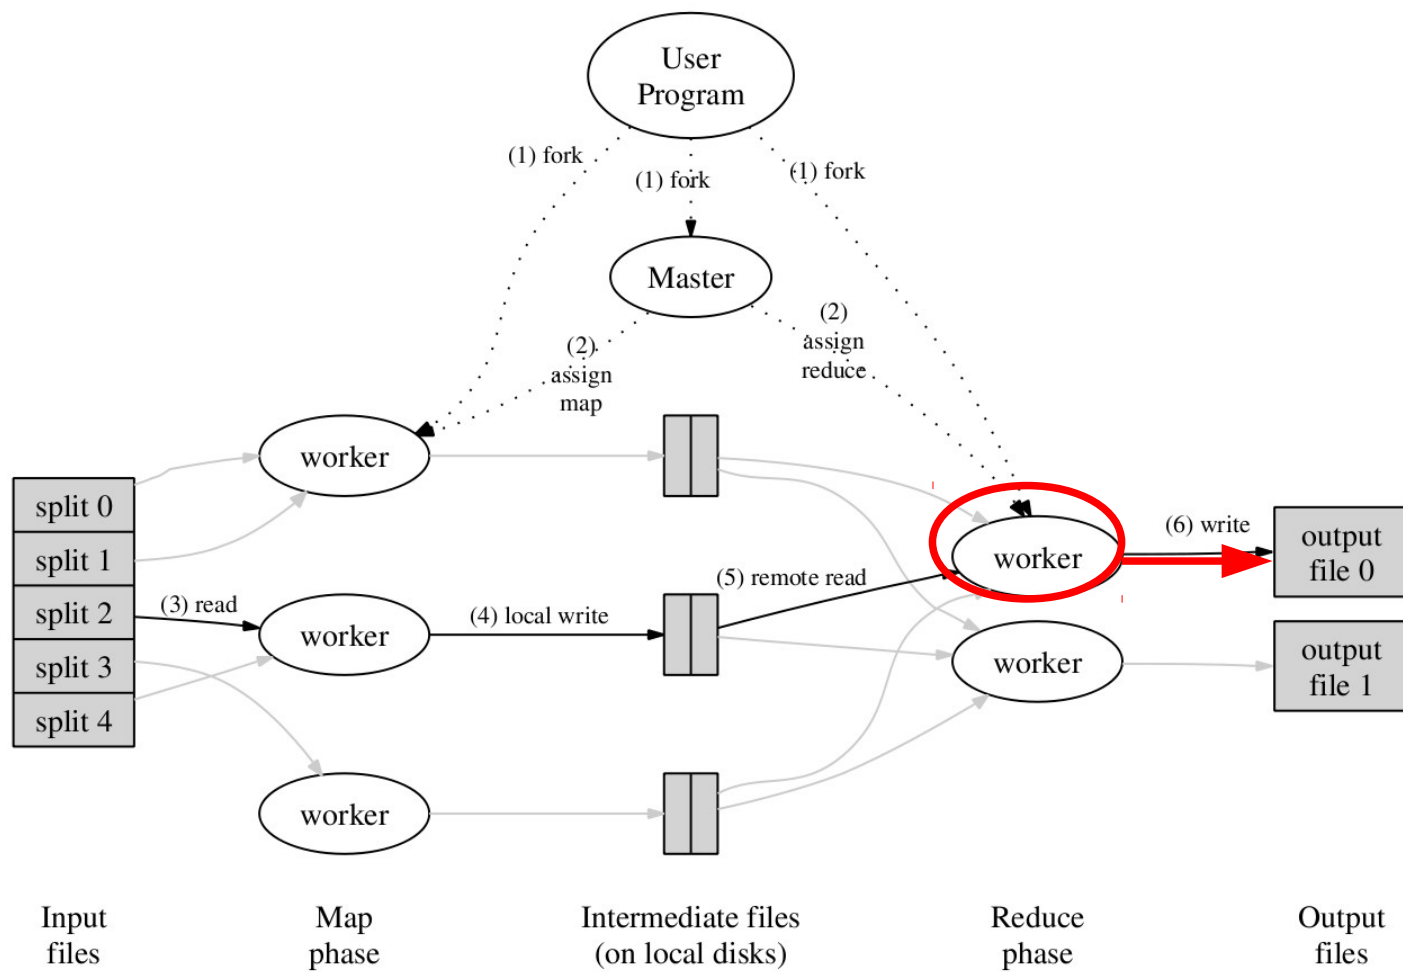 User
Program
(1) fork
(1) fork
(1) fork
Master
(2)
assign
map
(2)
assign
reduce
split 0
split 1
split 2
split 3
split 4
(3) read
worker
worker
worker
(4) local write
(5) remote read
worker
worker
(6) write
output
file 0
output
file 1
Input
files
Map
phase
Intermediate files
(on local disks)
Reduce
phase
Output
files